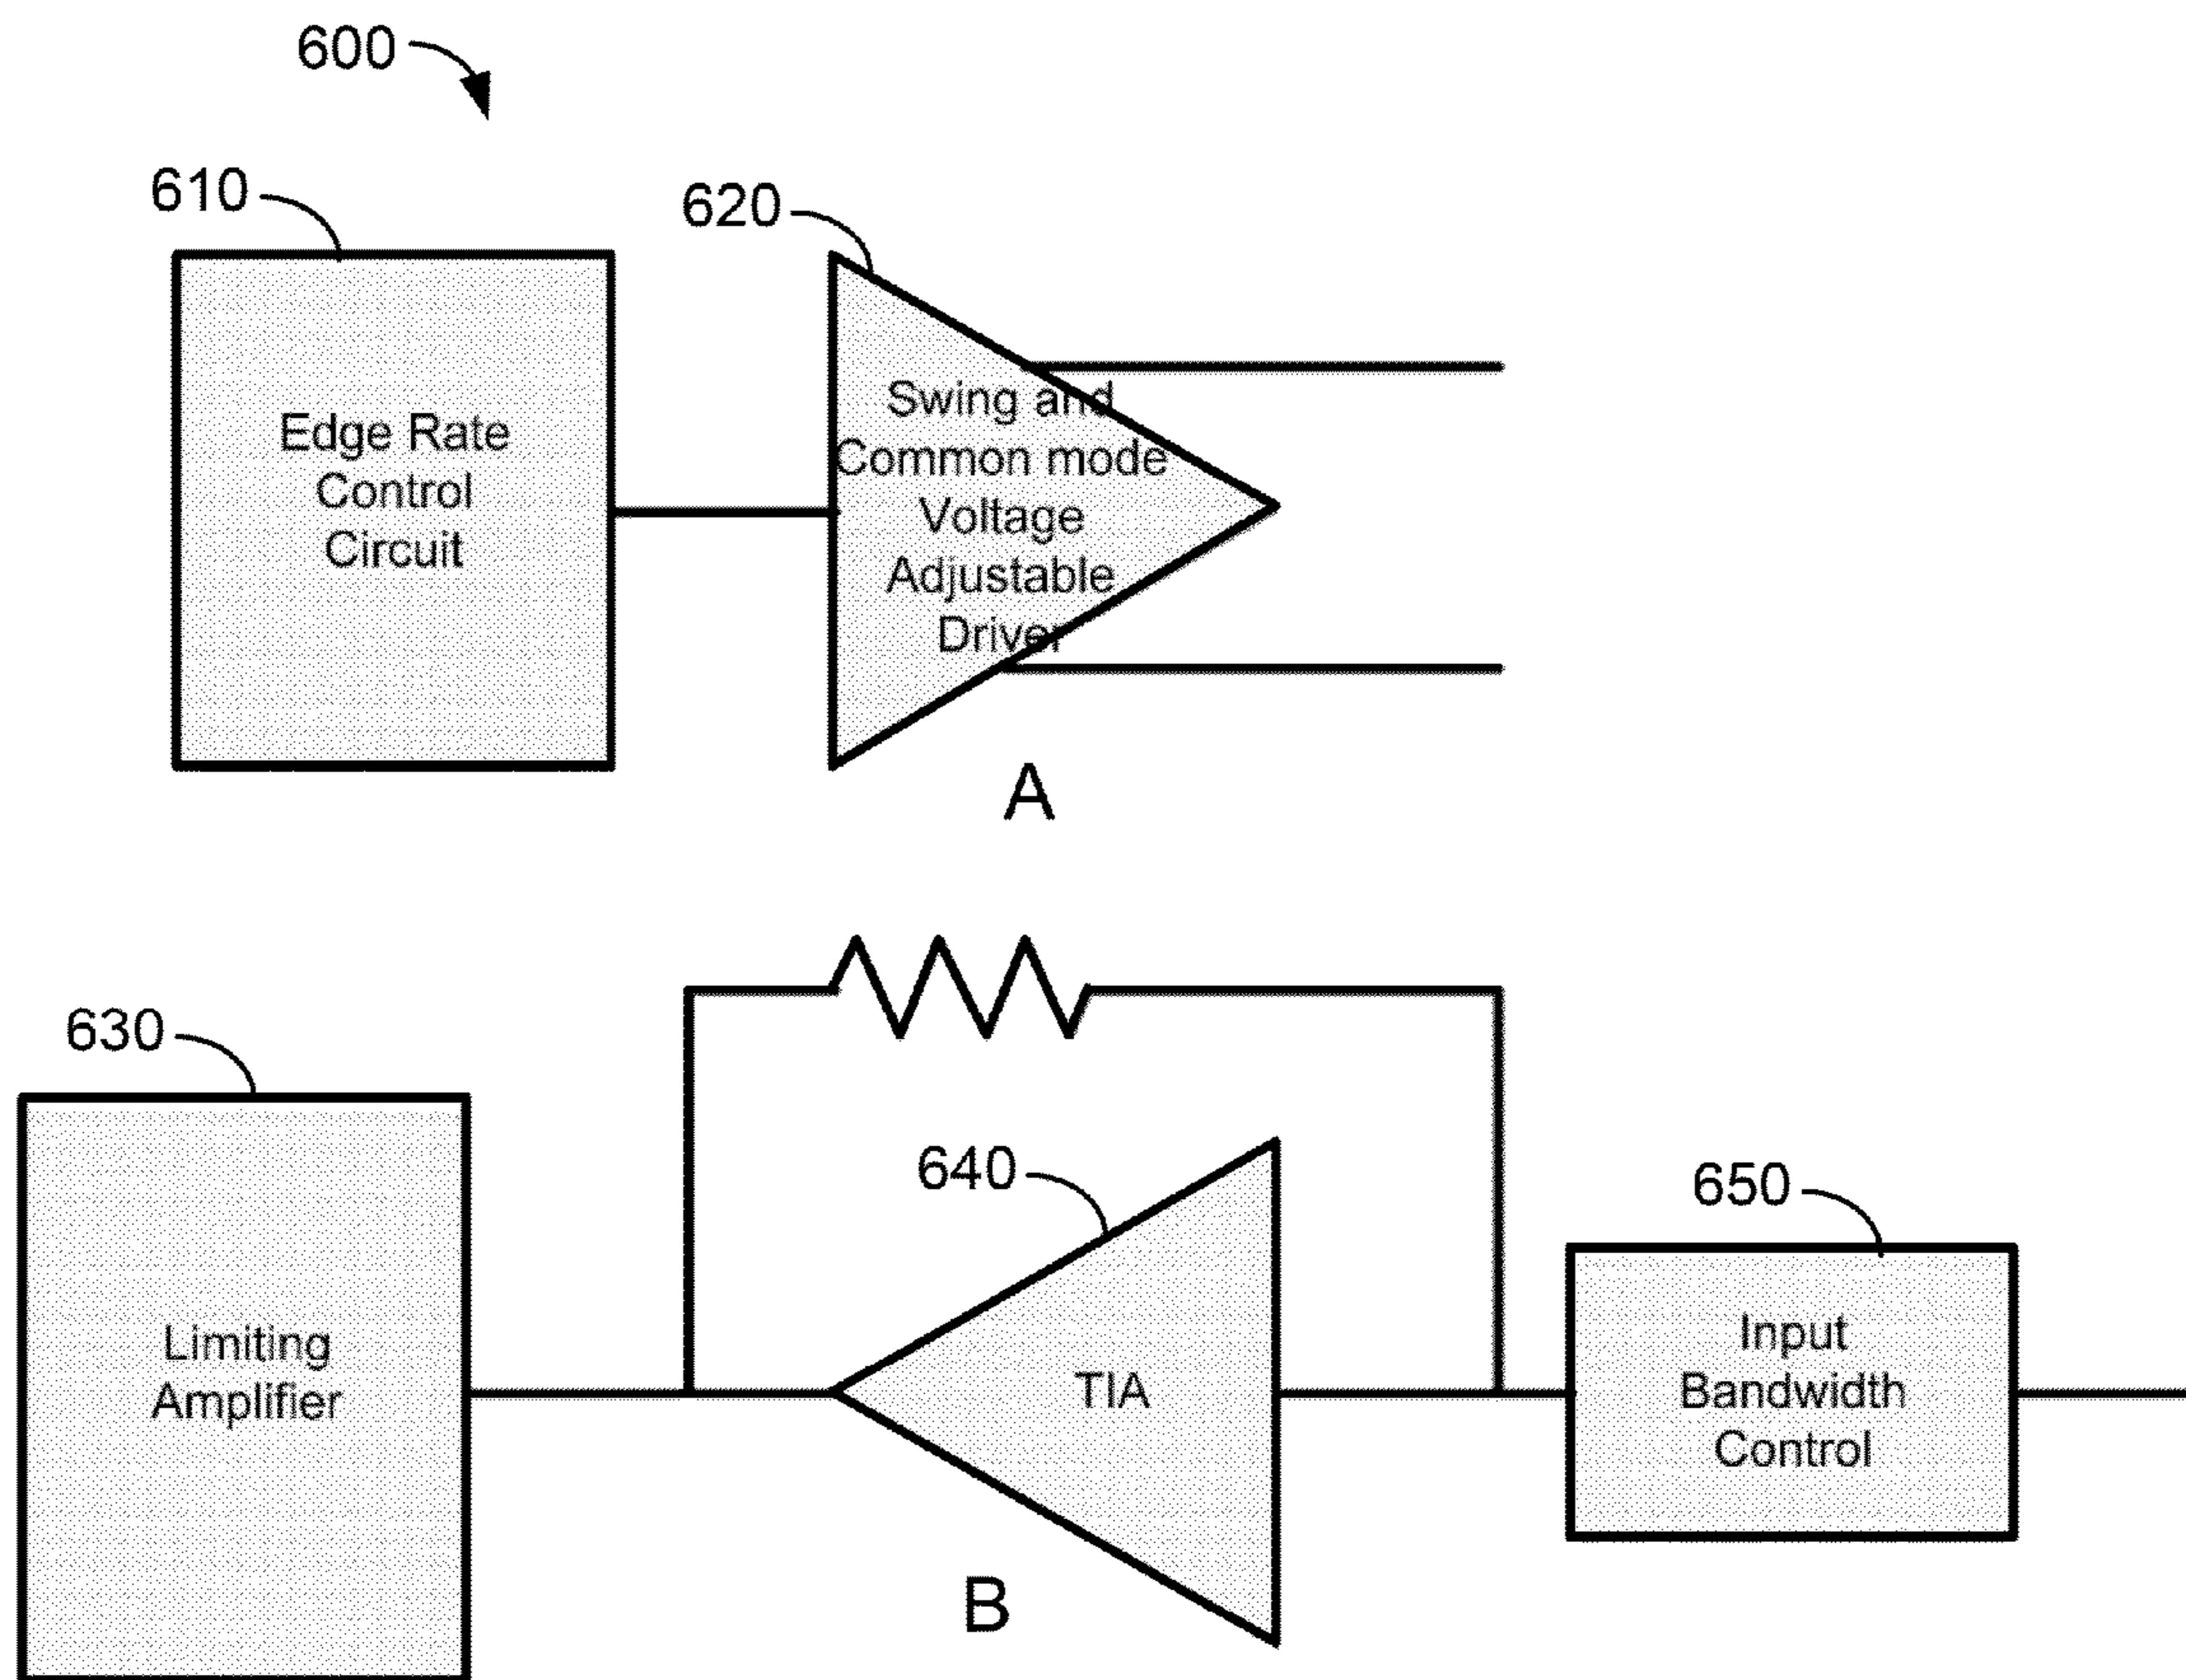 600
610
620
Edge Rate
Control
Circuit
Swing and
Common mode
Voltage
Adjustable
Driver
A
630
640
650
Limiting
Amplifier
TIA
Input
Bandwidth
Control
B